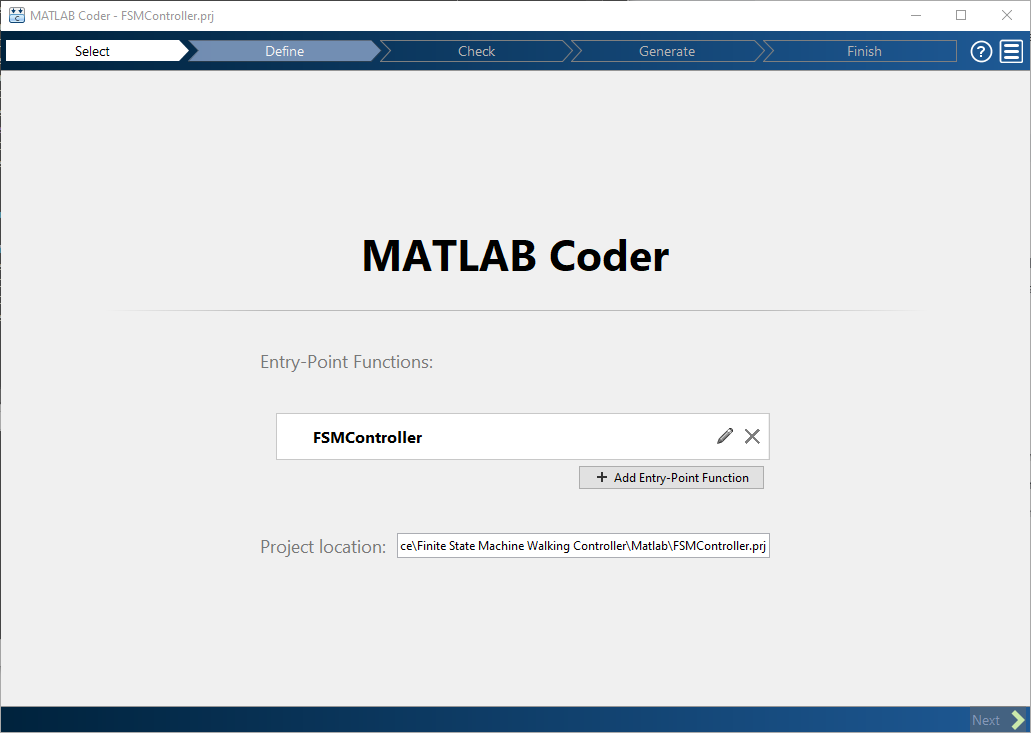 MATLAB Coder - FSMController.prj
Select Define Check Generate Finish
MATLAB Coder
Entry-Point Functions:
FSMController
+ Add Entry-Point Function
Project location: ce\Finite State Machine Walking Controller\Matlab\FSMController.prj
Next